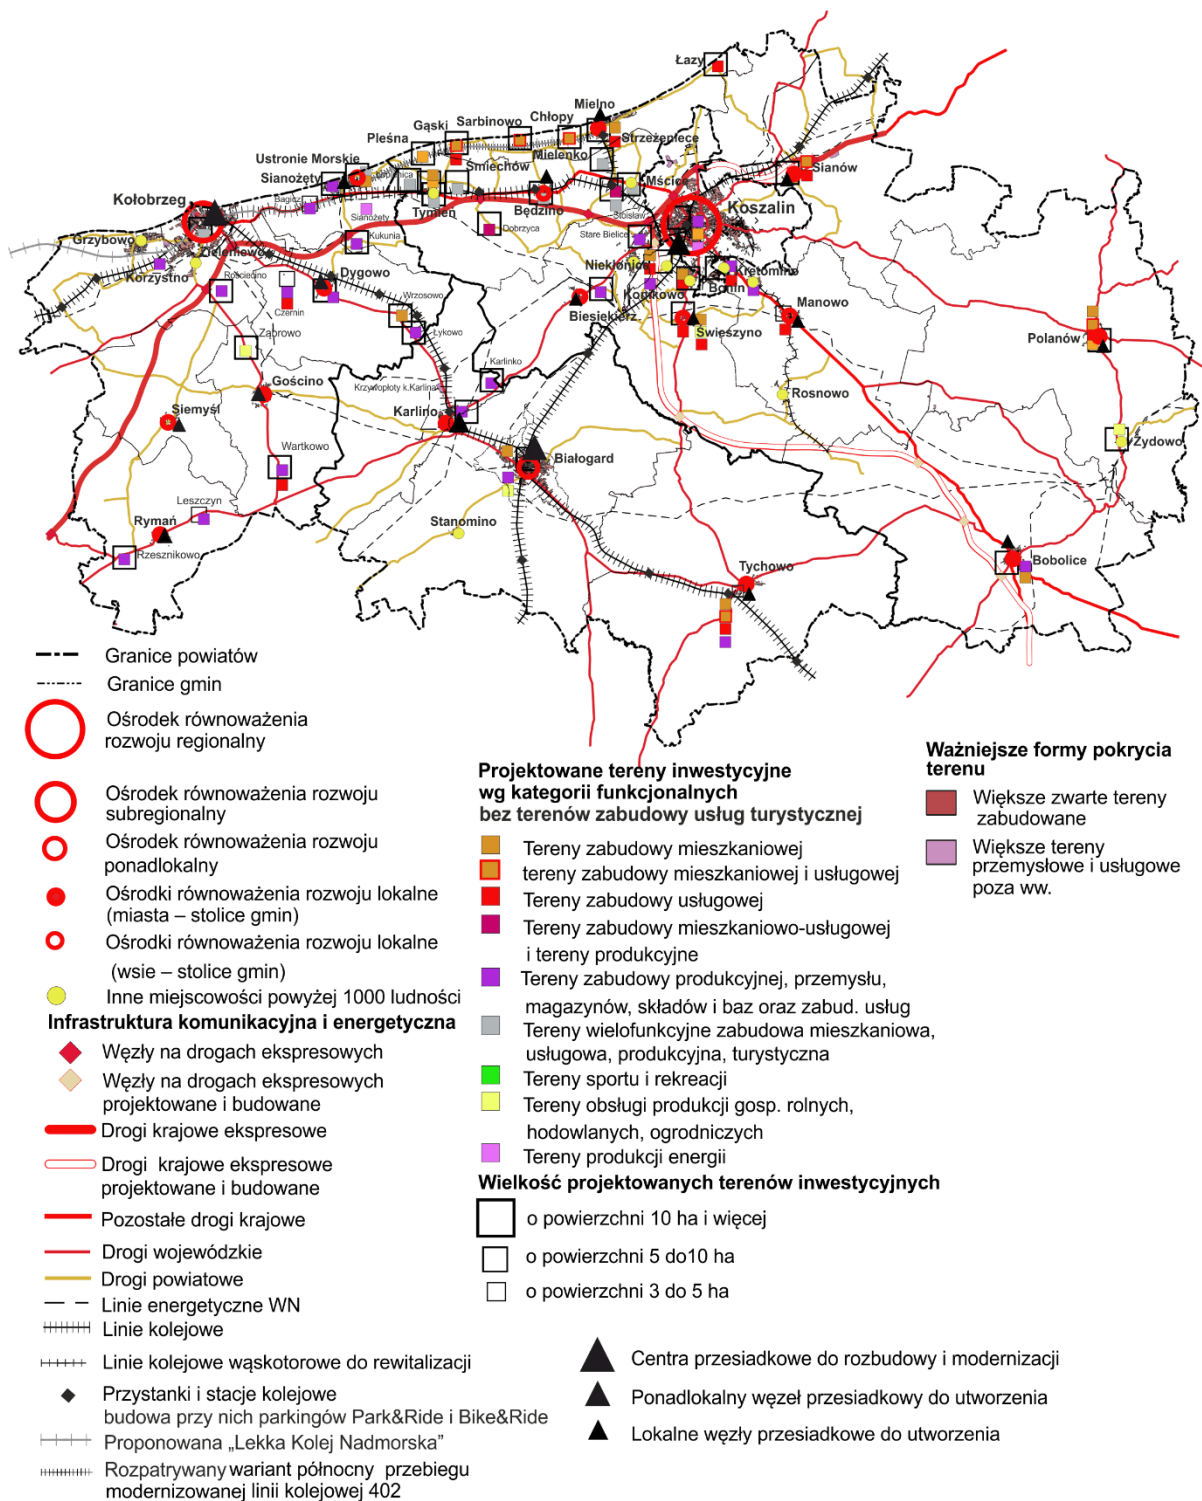 Łazy
Mielno
Chłopy
Sarbinowo
Gąski
Pleśna
Strzeżenice
Mielenko
Śmiechów
Ustronie Morskie
Sianożęty
Sianów
Mścice
Kołobrzeg
Bagicz
Tymień
Będzino
Stoisław
Koszalin
Sianożęty
Dobrzyca
Stare Bielice
Grzybowo
Kukunia
Zieleniewo
Niekłonice
Kretomino
Korzystno
Rościęcino
Dygowo
Bonin
Czernin
Wrzosowo
Konikowo
Manowo
Biesiekierz
Łykowo
Świeszyno
Ząbrowo
Polanów
Karlinko
Gościno
Krzywopłoty k.Karlina
Rosnowo
Siemyśl
Karlino
Żydowo
Wartkowo
Białogard
Leszczyn
Rymań
Stanomino
Rzesznikowo
Bobolice
Tychowo
Granice powiatów
Granice gmin
Ośrodek równoważenia
rozwoju regionalny
Ośrodek równoważenia rozwoju
subregionalny
Ośrodek równoważenia rozwoju
ponadlokalny
Ośrodki równoważenia rozwoju lokalne
(miasta – stolice gmin)
Ośrodki równoważenia rozwoju lokalne
(wsie – stolice gmin)
Inne miejscowości powyżej 1000 ludności
Infrastruktura komunikacyjna i energetyczna
Węzły na drogach ekspresowych
Węzły na drogach ekspresowych
projektowane i budowane
Drogi krajowe ekspresowe
Drogi krajowe ekspresowe
projektowane i budowane
Pozostałe drogi krajowe
Drogi wojewódzkie
Drogi powiatowe
Linie energetyczne WN
Linie kolejowe
Linie kolejowe wąskotorowe do rewitalizacji
Przystanki i stacje kolejowe
budowa przy nich parkingów Park&Ride i Bike&Ride
Proponowana „Lekka Kolej Nadmorska”
Rozpatrywany wariant północny przebiegu
modernizowanej linii kolejowej 402
Projektowane tereny inwestycyjne
wg kategorii funkcjonalnych
bez terenów zabudowy usług turystycznej
Tereny zabudowy mieszkaniowej
tereny zabudowy mieszkaniowej i usługowej
Tereny zabudowy usługowej
Tereny zabudowy mieszkaniowo-usługowej
i tereny produkcyjne
Tereny zabudowy produkcyjnej, przemysłu,
magazynów, składów i baz oraz zabud. usług
Tereny wielofunkcyjne zabudowa mieszkaniowa,
usługowa, produkcyjna, turystyczna
Tereny sportu i rekreacji
Tereny obsługi produkcji gosp. rolnych,
hodowlanych, ogrodniczych
Tereny produkcji energii
Wielkość projektowanych terenów inwestycyjnych
o powierzchni 10 ha i więcej
o powierzchni 5 do10 ha
o powierzchni 3 do 5 ha
Centra przesiadkowe do rozbudowy i modernizacji
Ponadlokalny węzeł przesiadkowy do utworzenia
Lokalne węzły przesiadkowe do utworzenia
Ważniejsze formy pokrycia
terenu
Większe zwarte tereny
zabudowane
Większe tereny
przemysłowe i usługowe
poza ww.